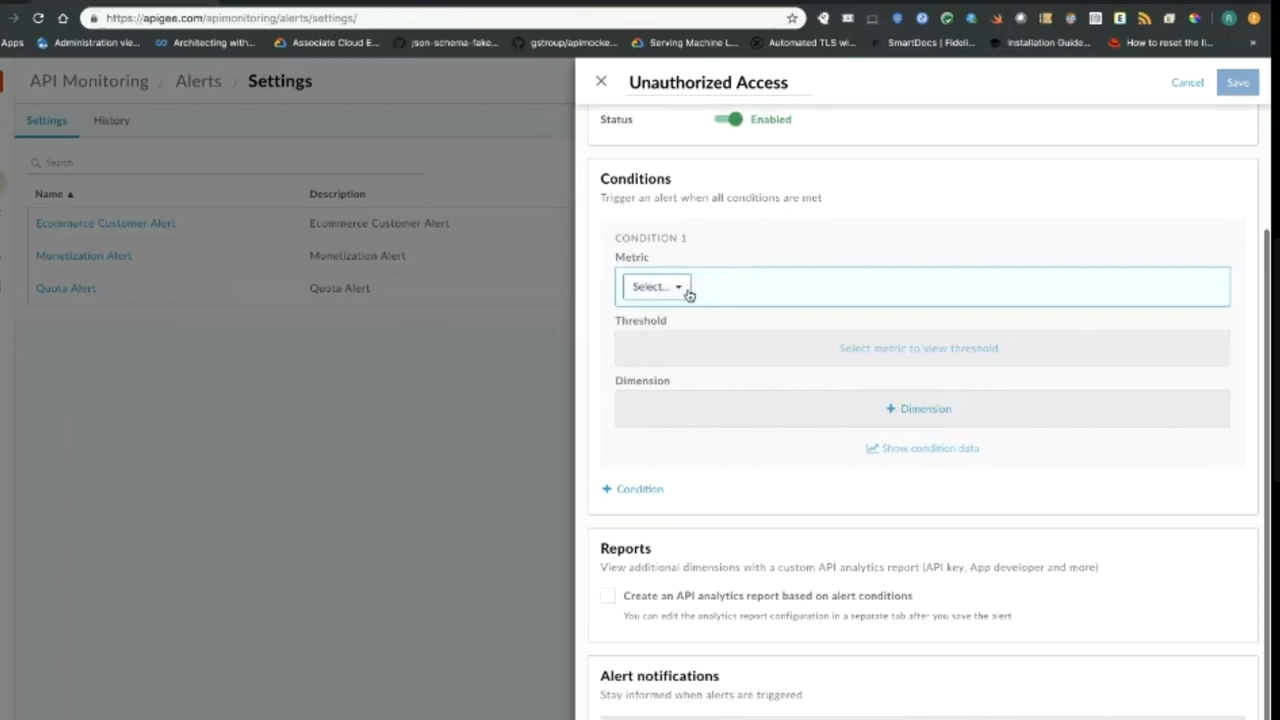 https://apigee.com/apimonitoring/alerts/settings/
Apps Administration vie... Architecting with... Associate Cloud E... json-schema-fake... gstroup/apimocke... Serving Machine L... Automated TLS wi... SmartDocs | Fideli... Installation Guide... How to reset the li... »
API Monitoring > Alerts > Settings
Settings History
Search
Name ▲ Description
Ecommerce Customer Alert Ecommerce Customer Alert
Monetization Alert Monetization Alert
Quota Alert Quota Alert
× Unauthorized Access Cancel Save
Status Enabled
Conditions
Trigger an alert when all conditions are met
CONDITION 1
Metric
Select...
Threshold
Select metric to view threshold
Dimension
+ Dimension
Show condition data
+ Condition
Reports
View additional dimensions with a custom API analytics report (API key, App developer and more)
Create an API analytics report based on alert conditions
You can edit the analytics report configuration in a separate tab after you save the alert
Alert notifications
Stay informed when alerts are triggered